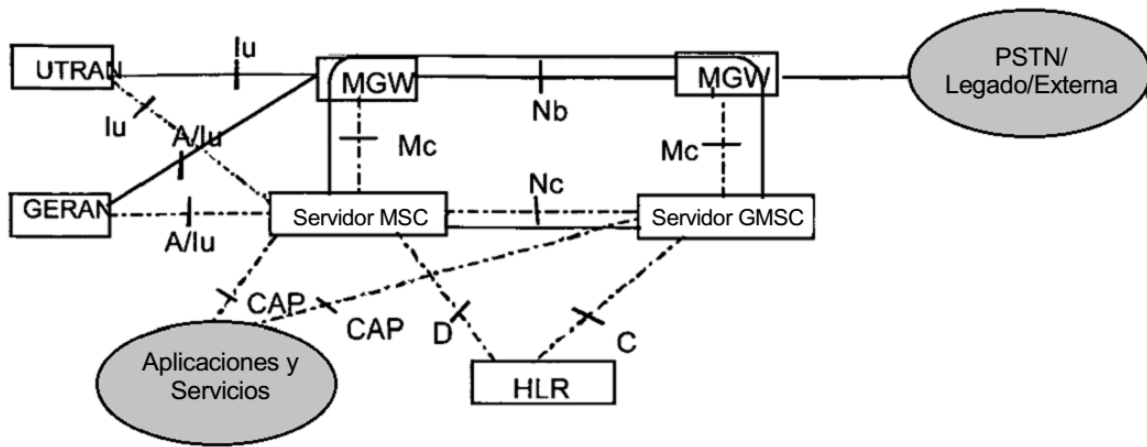 Iu
UTRAN
MGW
MGW
PSTN/
Legado/Externa
Iu
A/Iu
Nb
Mc
Mc
GERAN
Servidor MSC
Nc
Servidor GMSC
A/Iu
CAP
CAP
D
C
Aplicaciones y
Servicios
HLR